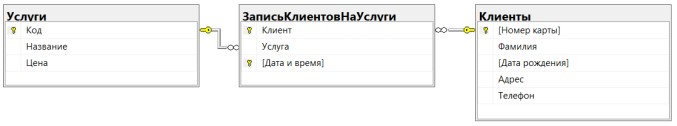 Услуги
Код
Название
Цена
ЗаписьКлиентовНаУслуги
Клиент
Услуга
[Дата и время]
Клиенты
[Номер карты]
Фамилия
[Дата рождения]
Адрес
Телефон